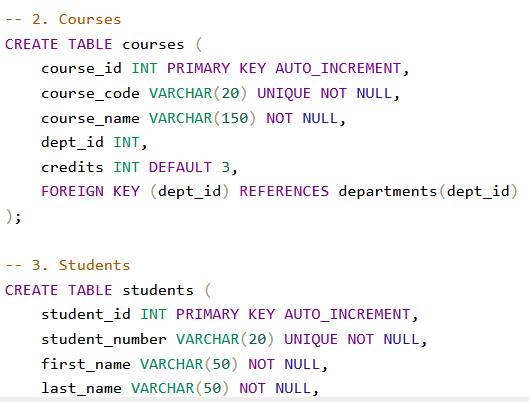 -- 2. Courses
CREATE TABLE courses (
    course_id INT PRIMARY KEY AUTO_INCREMENT,
    course_code VARCHAR(20) UNIQUE NOT NULL,
    course_name VARCHAR(150) NOT NULL,
    dept_id INT,
    credits INT DEFAULT 3,
    FOREIGN KEY (dept_id) REFERENCES departments(dept_id)
);

-- 3. Students
CREATE TABLE students (
    student_id INT PRIMARY KEY AUTO_INCREMENT,
    student_number VARCHAR(20) UNIQUE NOT NULL,
    first_name VARCHAR(50) NOT NULL,
    last_name VARCHAR(50) NOT NULL,